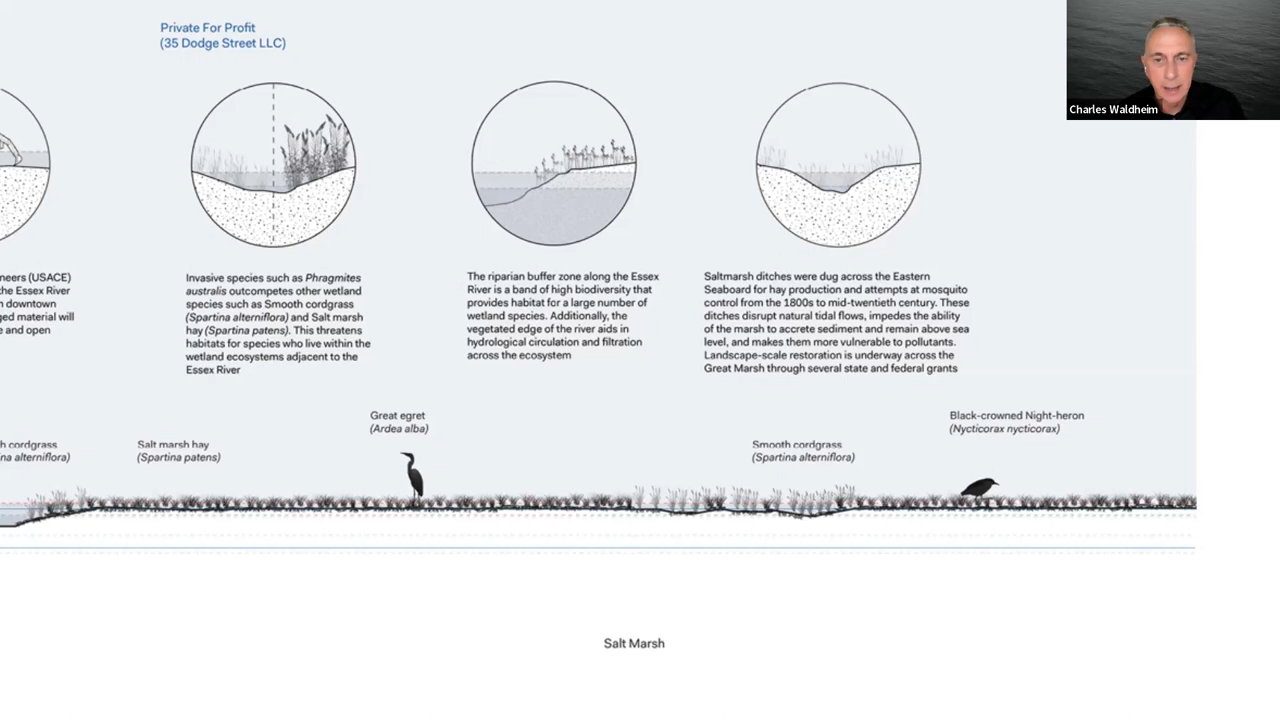 Private For Profit
(35 Dodge Street LLC)
Charles Waldheim
neers (USACE)
the Essex River
n downtown
ged material will
e and open
Invasive species such as Phragmites
australis outcompetes other wetland
species such as Smooth cordgrass
(Spartina alterniflora) and Salt marsh
hay (Spartina patens). This threatens
habitats for species who live within the
wetland ecosystems adjacent to the
Essex River
The riparian buffer zone along the Essex
River is a band of high biodiversity that
provides habitat for a large number of
wetland species. Additionally, the
vegetated edge of the river aids in
hydrological circulation and filtration
across the ecosystem
Saltmarsh ditches were dug across the Eastern
Seaboard for hay production and attempts at mosquito
control from the 1800s to mid-twentieth century. These
ditches disrupt natural tidal flows, impedes the ability
of the marsh to accrete sediment and remain above sea
level, and makes them more vulnerable to pollutants.
Landscape-scale restoration is underway across the
Great Marsh through several state and federal grants
h cordgrass
na alterniflora)
Salt marsh hay
(Spartina patens)
Great egret
(Ardea alba)
Smooth cordgrass
(Spartina alterniflora)
Black-crowned Night-heron
(Nycticorax nycticorax)
Salt Marsh